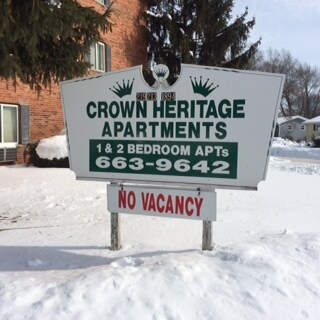 CROWN HERITAGE
APARTMENTS
1 & 2 BEDROOM APTs
663-9642
NO VACANCY